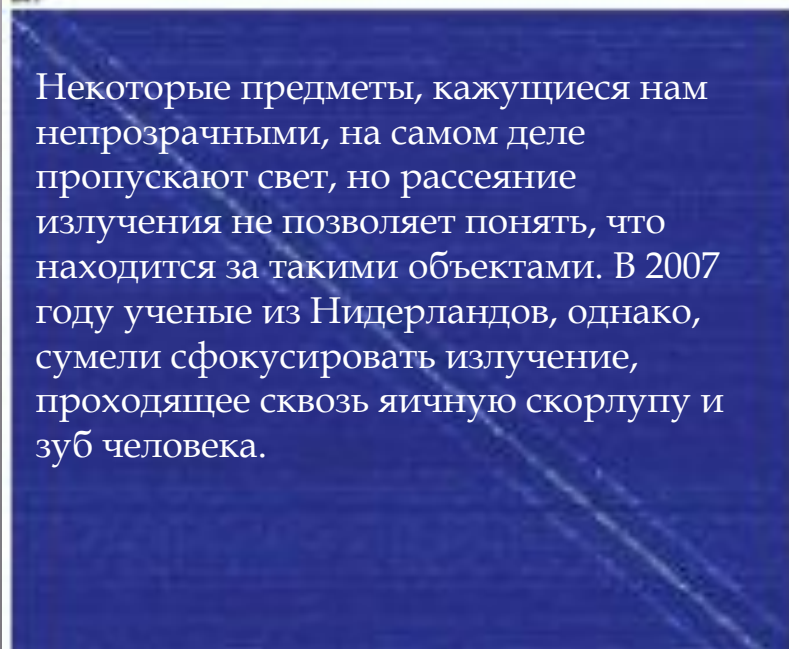 Некоторые предметы, кажущиеся нам
непрозрачными, на самом деле
пропускают свет, но рассеяние
излучения не позволяет понять, что
находится за такими объектами. В 2007
году ученые из Нидерландов, однако,
сумели сфокусировать излучение,
проходящее сквозь яичную скорлупу и
зуб человека.